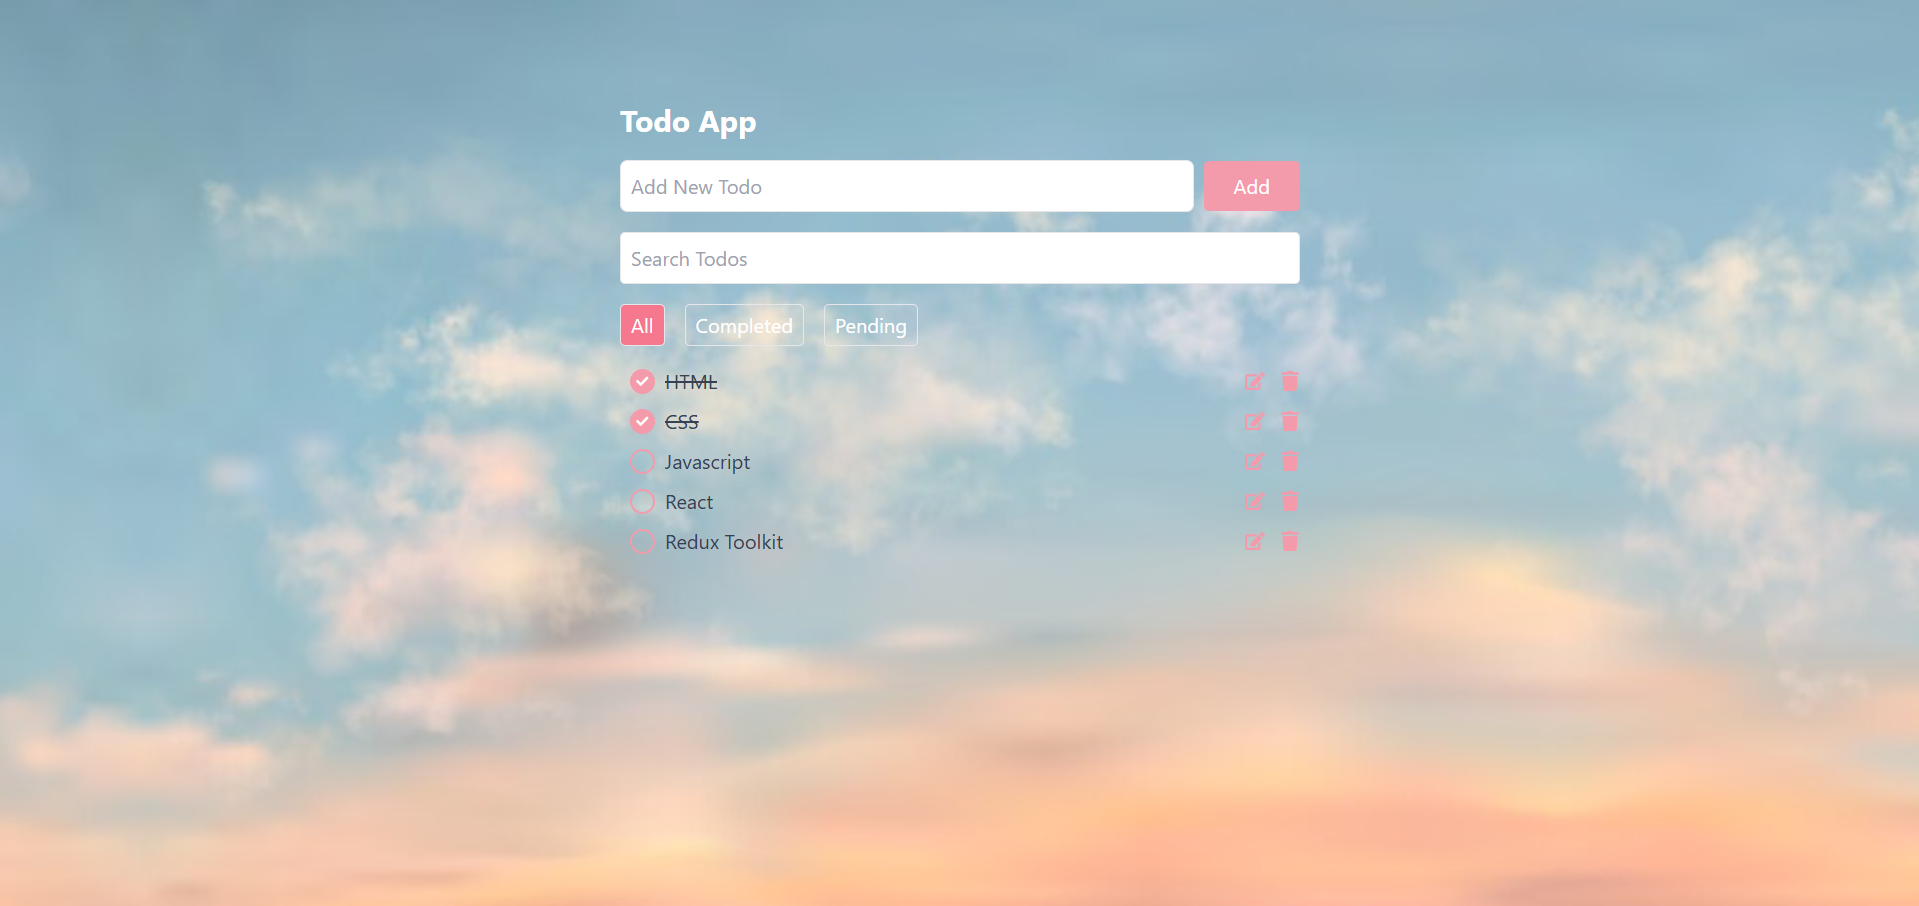 Todo App
Add New Todo Add
Search Todos
All Completed Pending
HTML
CSS
Javascript
React
Redux Toolkit